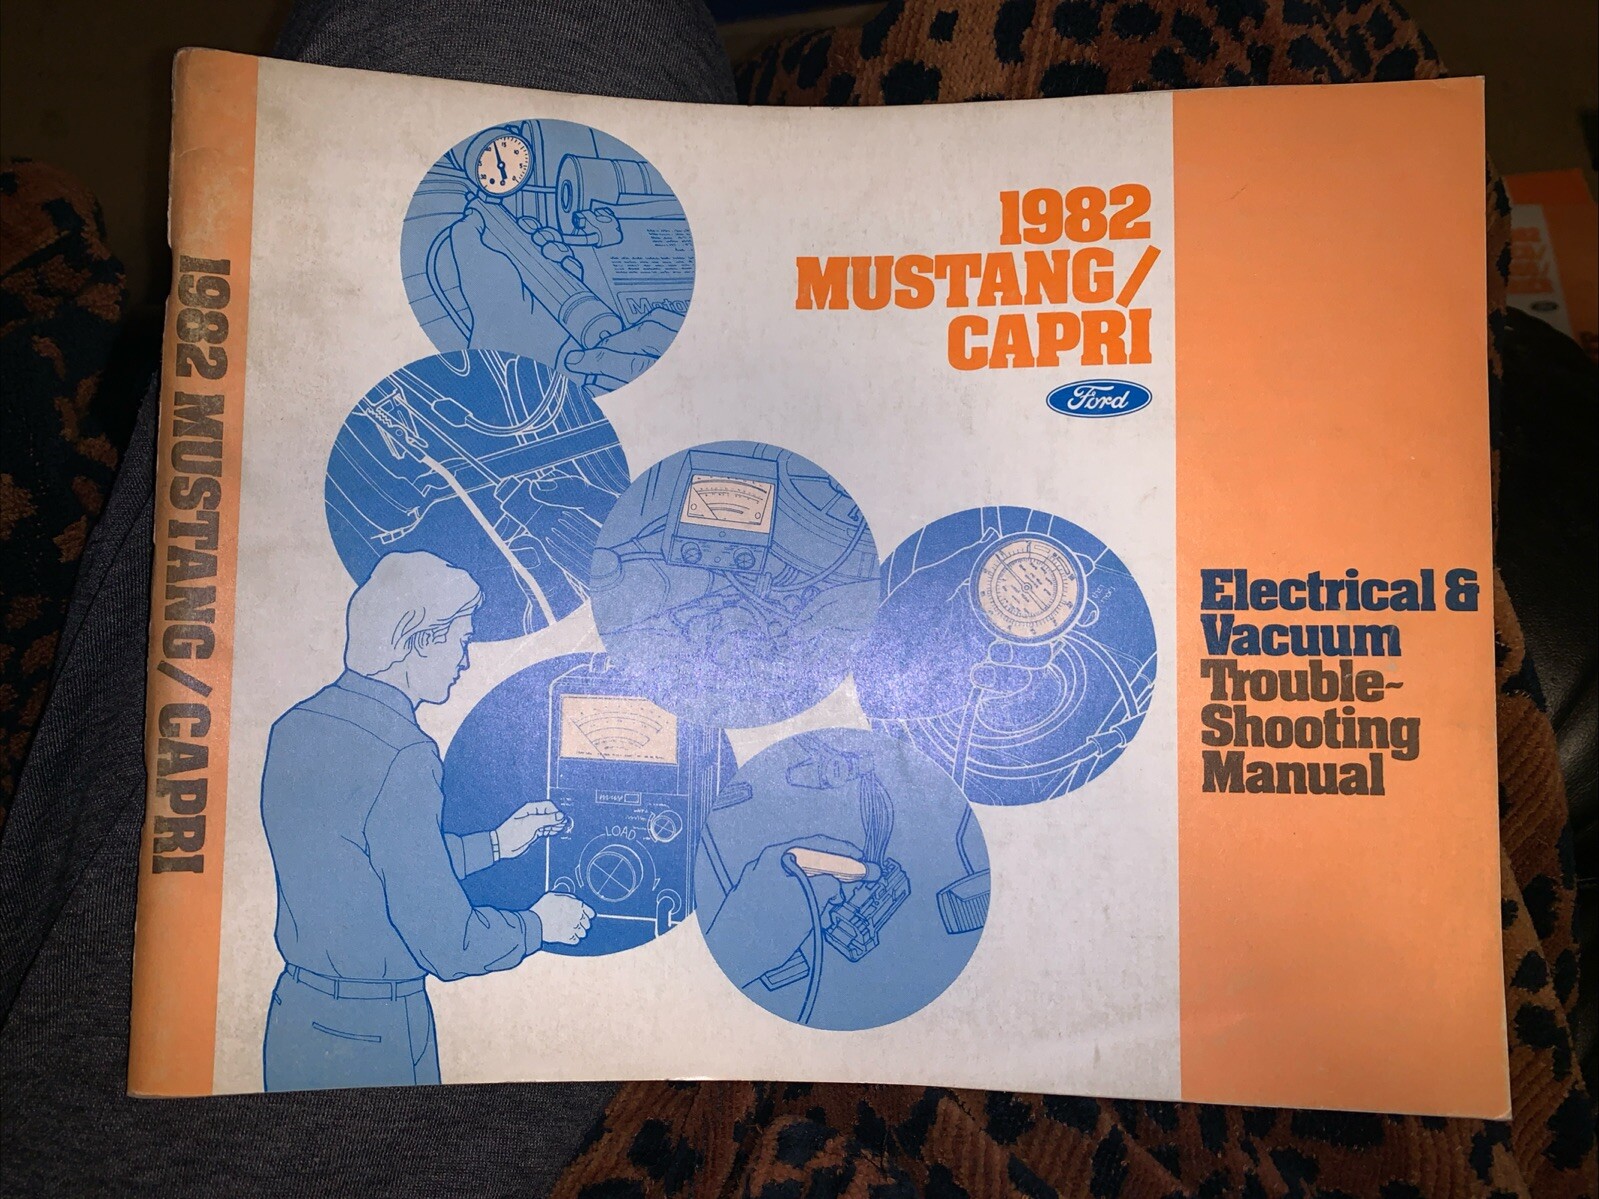 1982 MUSTANG/CAPRI
1982
MUSTANG/
CAPRI
Ford
Electrical &
Vacuum
Trouble-
Shooting
Manual
LOAD